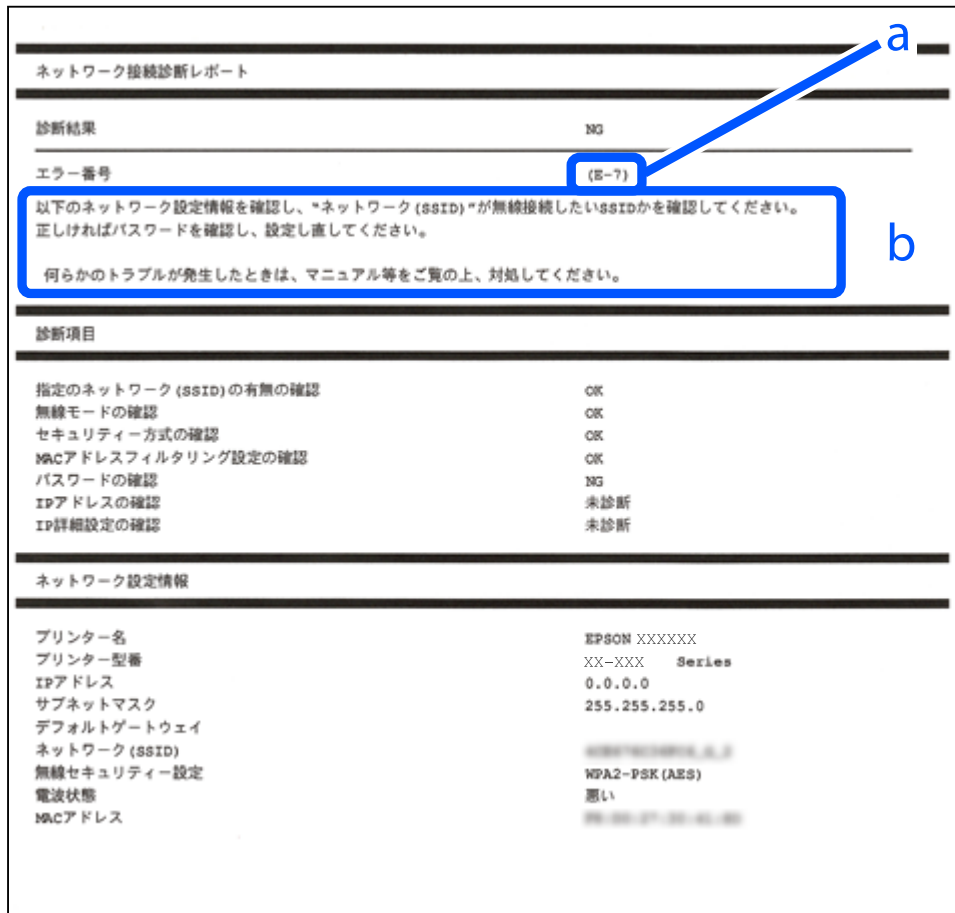 a
ネットワーク接続診断レポート
診断結果 NG
エラー番号 (E-7)
以下のネットワーク設定情報を確認し、"ネットワーク(SSID)"が無線接続したいSSIDかを確認してください。
正しければパスワードを確認し、設定し直してください。
b
何らかのトラブルが発生したときは、マニュアル等をご覧の上、対処してください。
診断項目
指定のネットワーク(SSID)の有無の確認 OK
無線モードの確認 OK
セキュリティー方式の確認 OK
MACアドレスフィルタリング設定の確認 OK
パスワードの確認 NG
IPアドレスの確認 未診断
IP詳細設定の確認 未診断
ネットワーク設定情報
プリンター名 EPSON XXXXXX
プリンター型番 XX-XXX Series
IPアドレス 0.0.0.0
サブネットマスク 255.255.255.0
デフォルトゲートウェイ
ネットワーク(SSID)
無線セキュリティー設定 WPA2-PSK(AES)
電波状態 悪い
MACアドレス